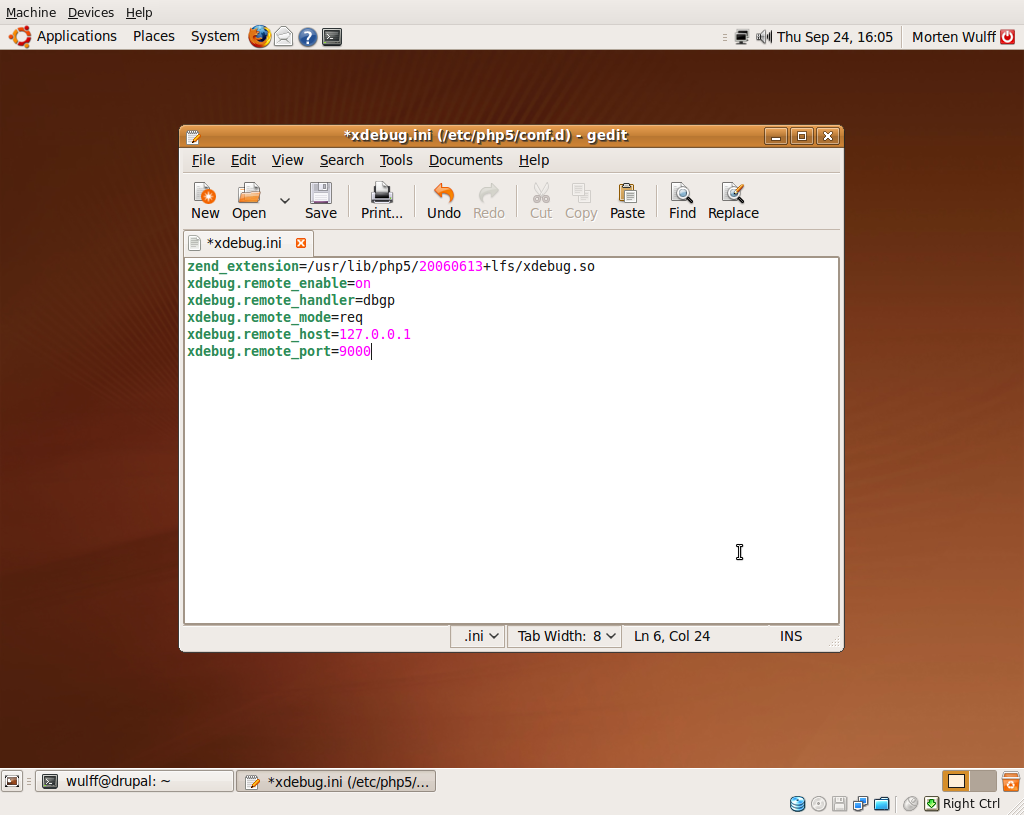 Machine Devices Help
Applications Places System Thu Sep 24, 16:05 Morten Wulff
*xdebug.ini (/etc/php5/conf.d) - gedit
File Edit View Search Tools Documents Help
New Open Save Print... Undo Redo Cut Copy Paste Find Replace
*xdebug.ini
zend_extension=/usr/lib/php5/20060613+lfs/xdebug.so
xdebug.remote_enable=on
xdebug.remote_handler=dbgp
xdebug.remote_mode=req
xdebug.remote_host=127.0.0.1
xdebug.remote_port=9000
.ini Tab Width: 8 Ln 6, Col 24 INS
wulff@drupal: ~ *xdebug.ini (/etc/php5/...
Right Ctrl